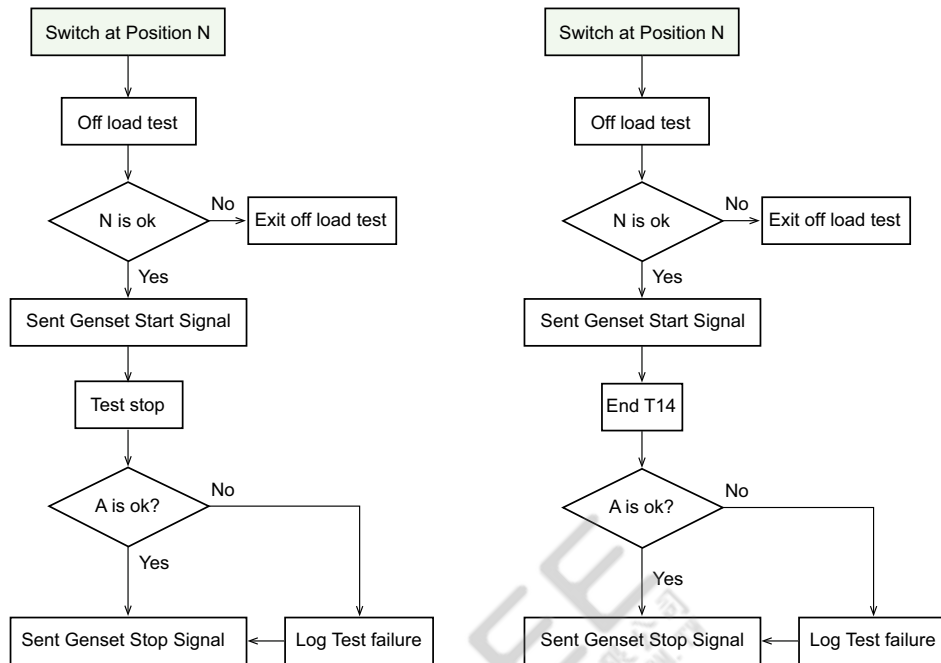 Switch at Position N
Off load test
N is ok
No
Exit off load test
Yes
Sent Genset Start Signal
Test stop
A is ok?
No
Yes
Sent Genset Stop Signal
Log Test failure
Switch at Position N
Off load test
N is ok
No
Exit off load test
Yes
Sent Genset Start Signal
End T14
A is ok?
No
Yes
Sent Genset Stop Signal
Log Test failure